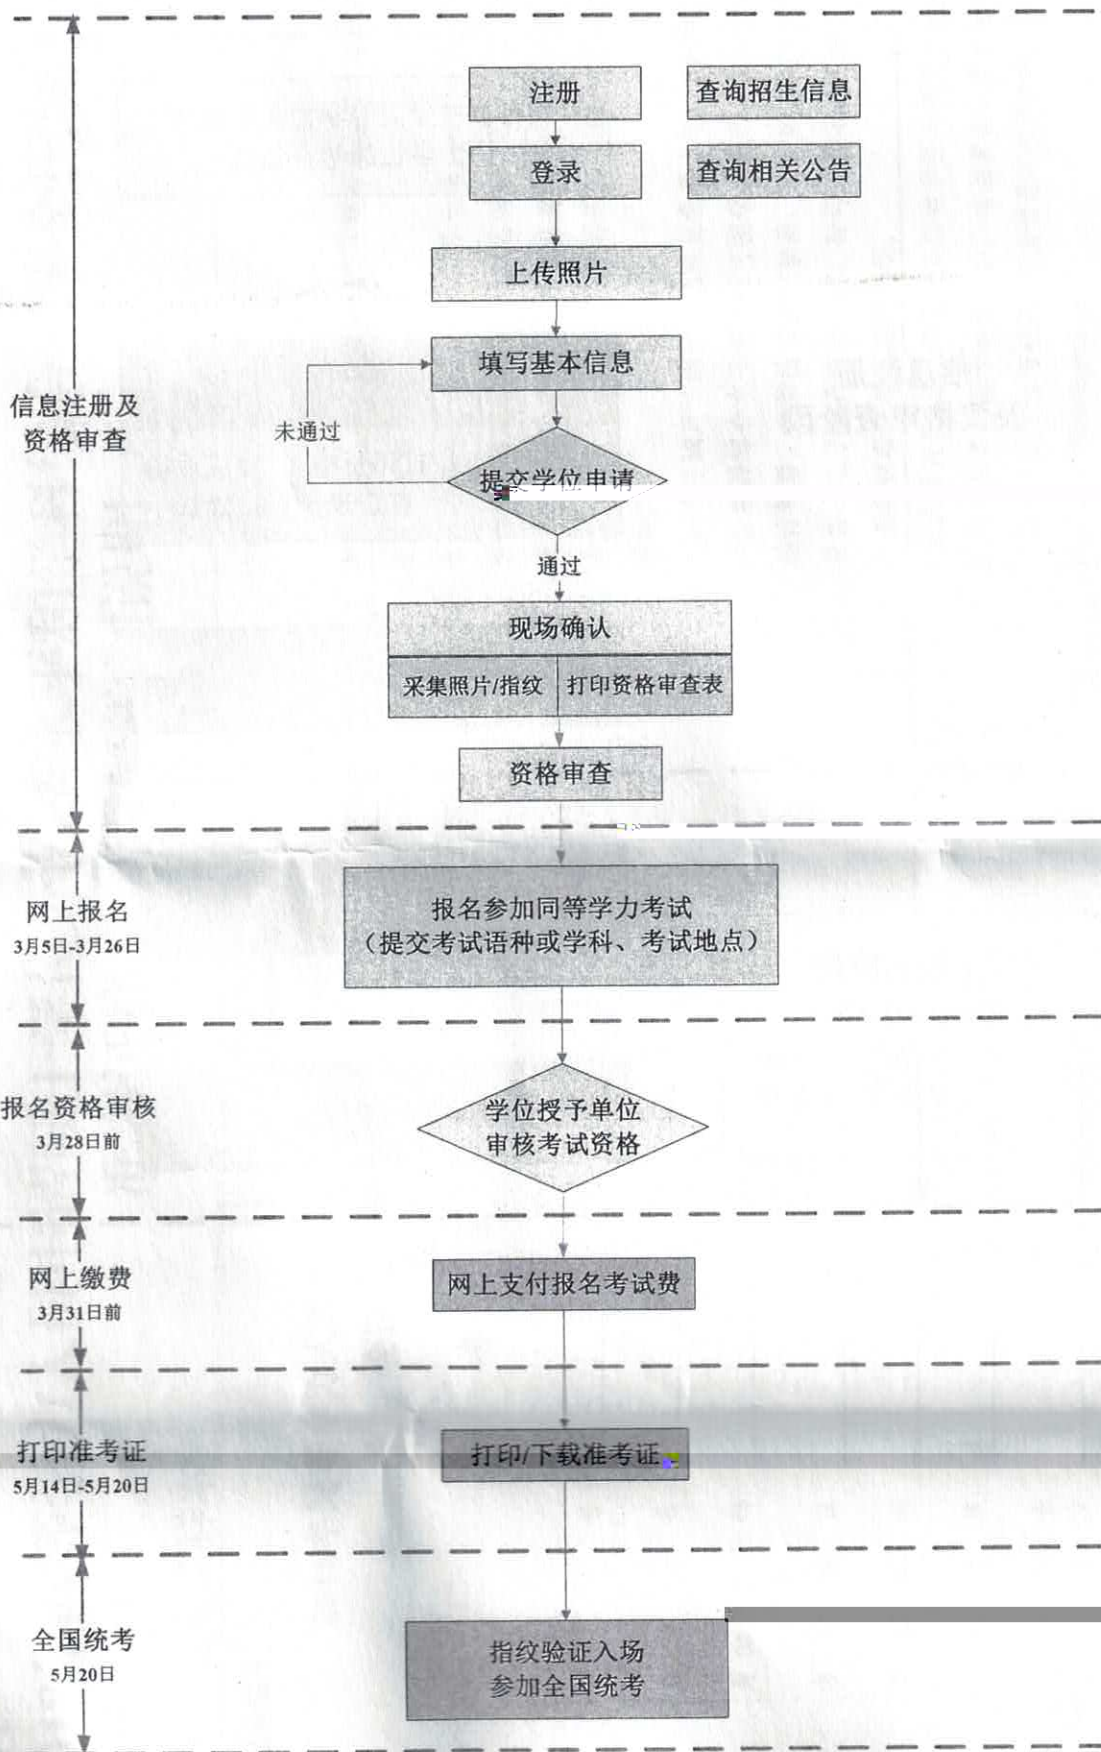 注册
查询招生信息
登录
查询相关公告
上传照片
填写基本信息
信息注册及
资格审查
未通过
提交学位申请
通过
现场确认
采集照片/指纹
打印资格审查表
资格审查
网上报名
3月5日-3月26日
报名参加同等学力考试
（提交考试语种或学科、考试地点）
报名资格审核
3月28日前
学位授予单位
审核考试资格
网上缴费
3月31日前
网上支付报名考试费
打印准考证
5月14日-5月20日
打印/下载准考证
全国统考
5月20日
指纹验证入场
参加全国统考